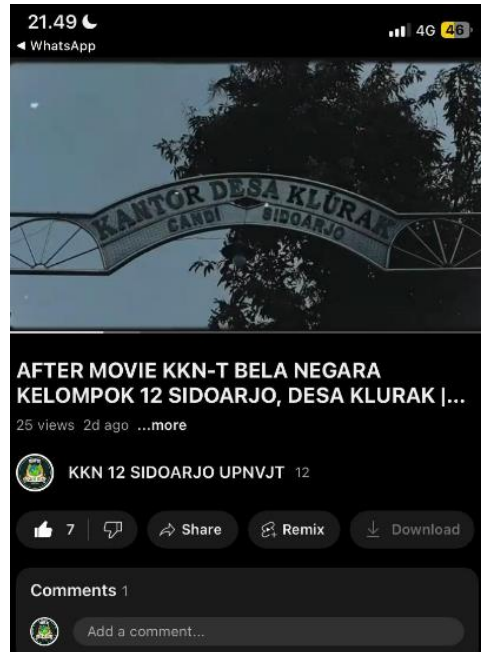 21.49
4G 46
◄ WhatsApp
KANTOR DESA KLURAK
CANDI SIDOARJO
AFTER MOVIE KKN-T BELA NEGARA
KELOMPOK 12 SIDOARJO, DESA KLURAK |...
25 views 2d ago ...more
KKN 12 SIDOARJO UPNVJT 12
7 Share Remix Download
Comments 1
Add a comment...